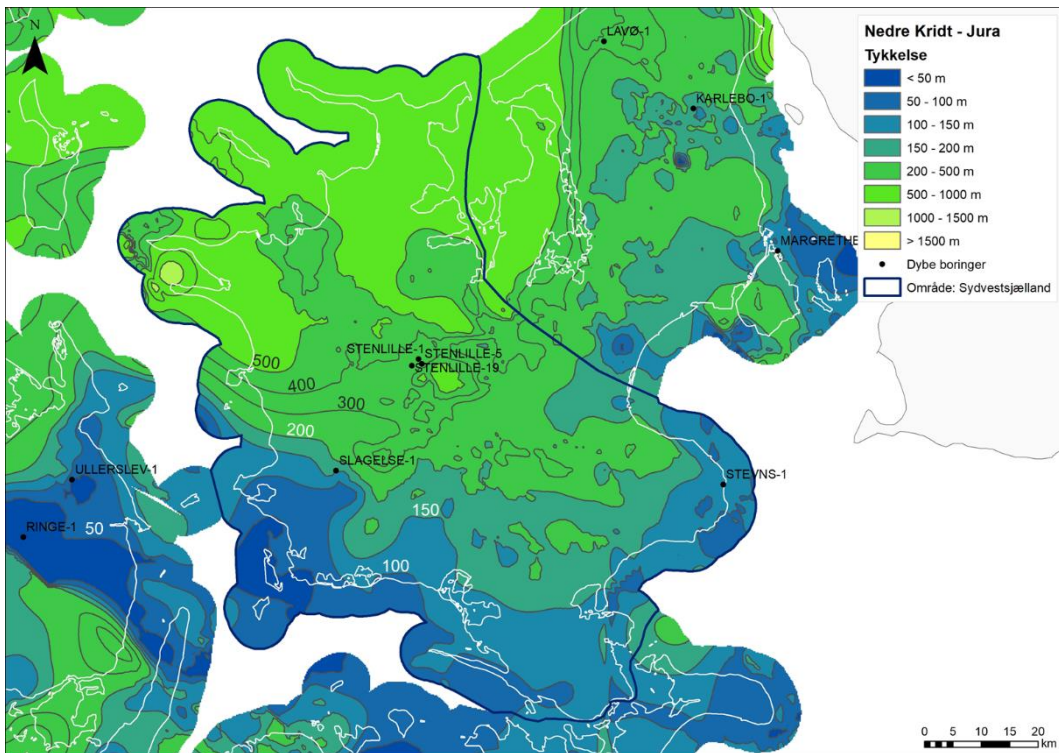 N
LAVØ-1
KARLEBO-1
MARGRETHE
STENLILLE-1
STENLILLE-5
STENLILLE-19
500
400
300
200
SLAGELSE-1
ULLERSLEV-1
STEVNS-1
150
RINGE-1
50
100
Nedre Kridt - Jura
Tykkelse
< 50 m
50 - 100 m
100 - 150 m
150 - 200 m
200 - 500 m
500 - 1000 m
1000 - 1500 m
> 1500 m
Dybe boringer
Område: Sydvestsjælland
0 5 10 15 20
km